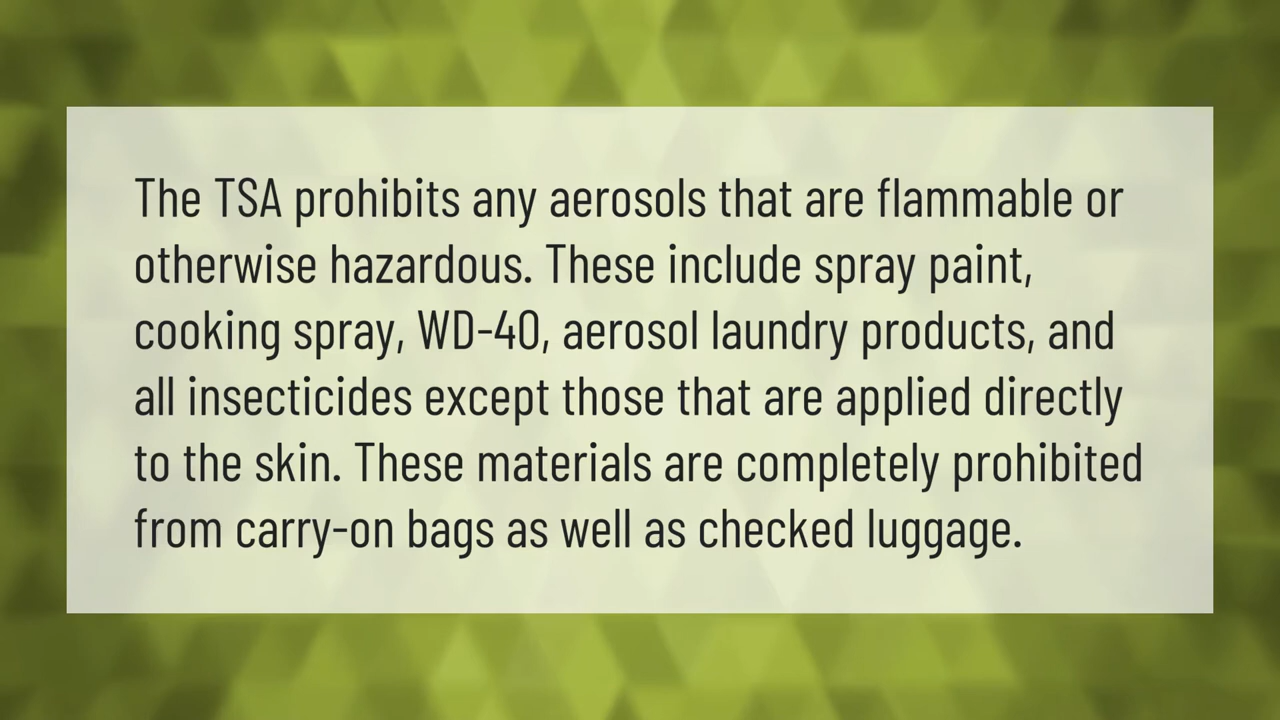 The TSA prohibits any aerosols that are flammable or
otherwise hazardous. These include spray paint,
cooking spray, WD-40, aerosol laundry products, and
all insecticides except those that are applied directly
to the skin. These materials are completely prohibited
from carry-on bags as well as checked luggage.